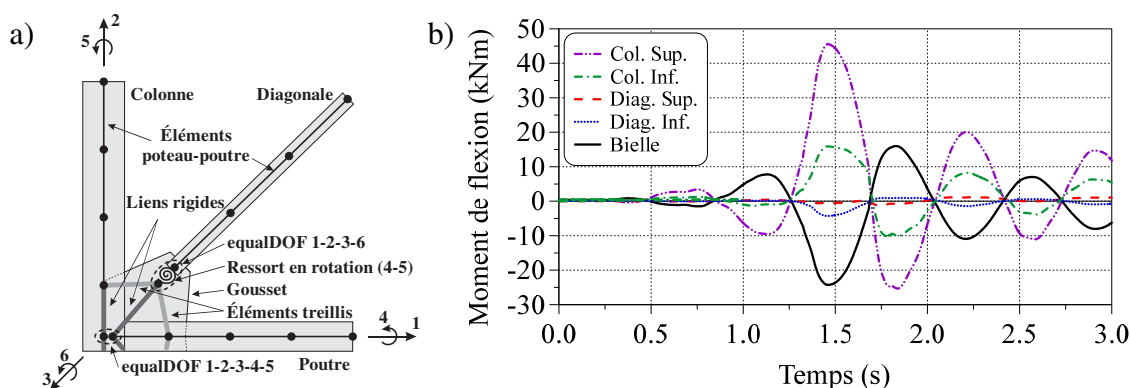 a)
2
5
Colonne
Diagonale
Éléments
poteau-poutre
Liens rigides
equalDOF 1-2-3-6
Ressort en rotation (4-5)
Gousset
Éléments treillis
4
1
6
3
equalDOF 1-2-3-4-5
Poutre
b)
Moment de flexion (kNm)
50
40
30
20
10
0
-10
-20
-30
Col. Sup.
Col. Inf.
Diag. Sup.
Diag. Inf.
Bielle
0.0 0.5 1.0 1.5 2.0 2.5 3.0
Temps (s)